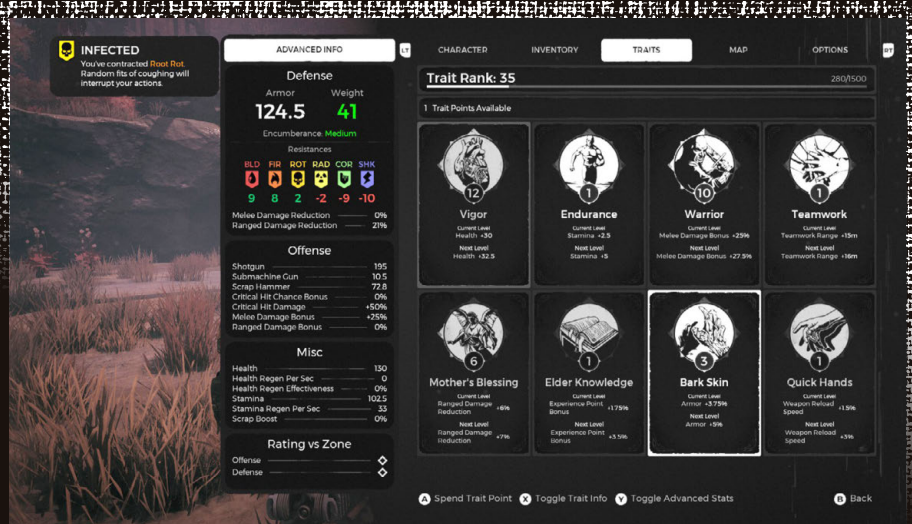 INFECTED
You've contracted Root Rot.
Random fits of coughing will
interrupt your actions.
ADVANCED INFO
LT
CHARACTER
INVENTORY
TRAITS
MAP
OPTIONS
RT
Defense
Armor Weight
124.5 41
Encumberance: Medium
Resistances
BLD FIR ROT RAD COR SHK
9 8 2 -2 -9 -10
Melee Damage Reduction 0%
Ranged Damage Reduction 21%
Offense
Shotgun 195
Submachine Gun 10.5
Scrap Hammer 72.8
Critical Hit Chance Bonus 0%
Critical Hit Damage +50%
Melee Damage Bonus +25%
Ranged Damage Bonus 0%
Misc
Health 130
Health Regen Per Sec 0
Health Regen Effectiveness 0%
Stamina 102.5
Stamina Regen Per Sec 33
Scrap Boost 0%
Rating vs Zone
Offense
Defense
Trait Rank: 35 280/1500
1 Trait Points Available
12
Vigor
Current Level
Health +30
Next Level
Health +32.5
1
Endurance
Current Level
Stamina +2.5
Next Level
Stamina +5
10
Warrior
Current Level
Melee Damage Bonus +25%
Next Level
Melee Damage Bonus +27.5%
1
Teamwork
Current Level
Teamwork Range +15m
Next Level
Teamwork Range +16m
6
Mother's Blessing
Current Level
Ranged Damage
Reduction +6%
Next Level
Ranged Damage
Reduction +7%
1
Elder Knowledge
Current Level
Experience Point
Bonus +1.75%
Next Level
Experience Point
Bonus +3.5%
3
Bark Skin
Current Level
Armor +3.75%
Next Level
Armor +5%
1
Quick Hands
Current Level
Weapon Reload
Speed +1.5%
Next Level
Weapon Reload
Speed +3%
A Spend Trait Point X Toggle Trait Info Y Toggle Advanced Stats B Back